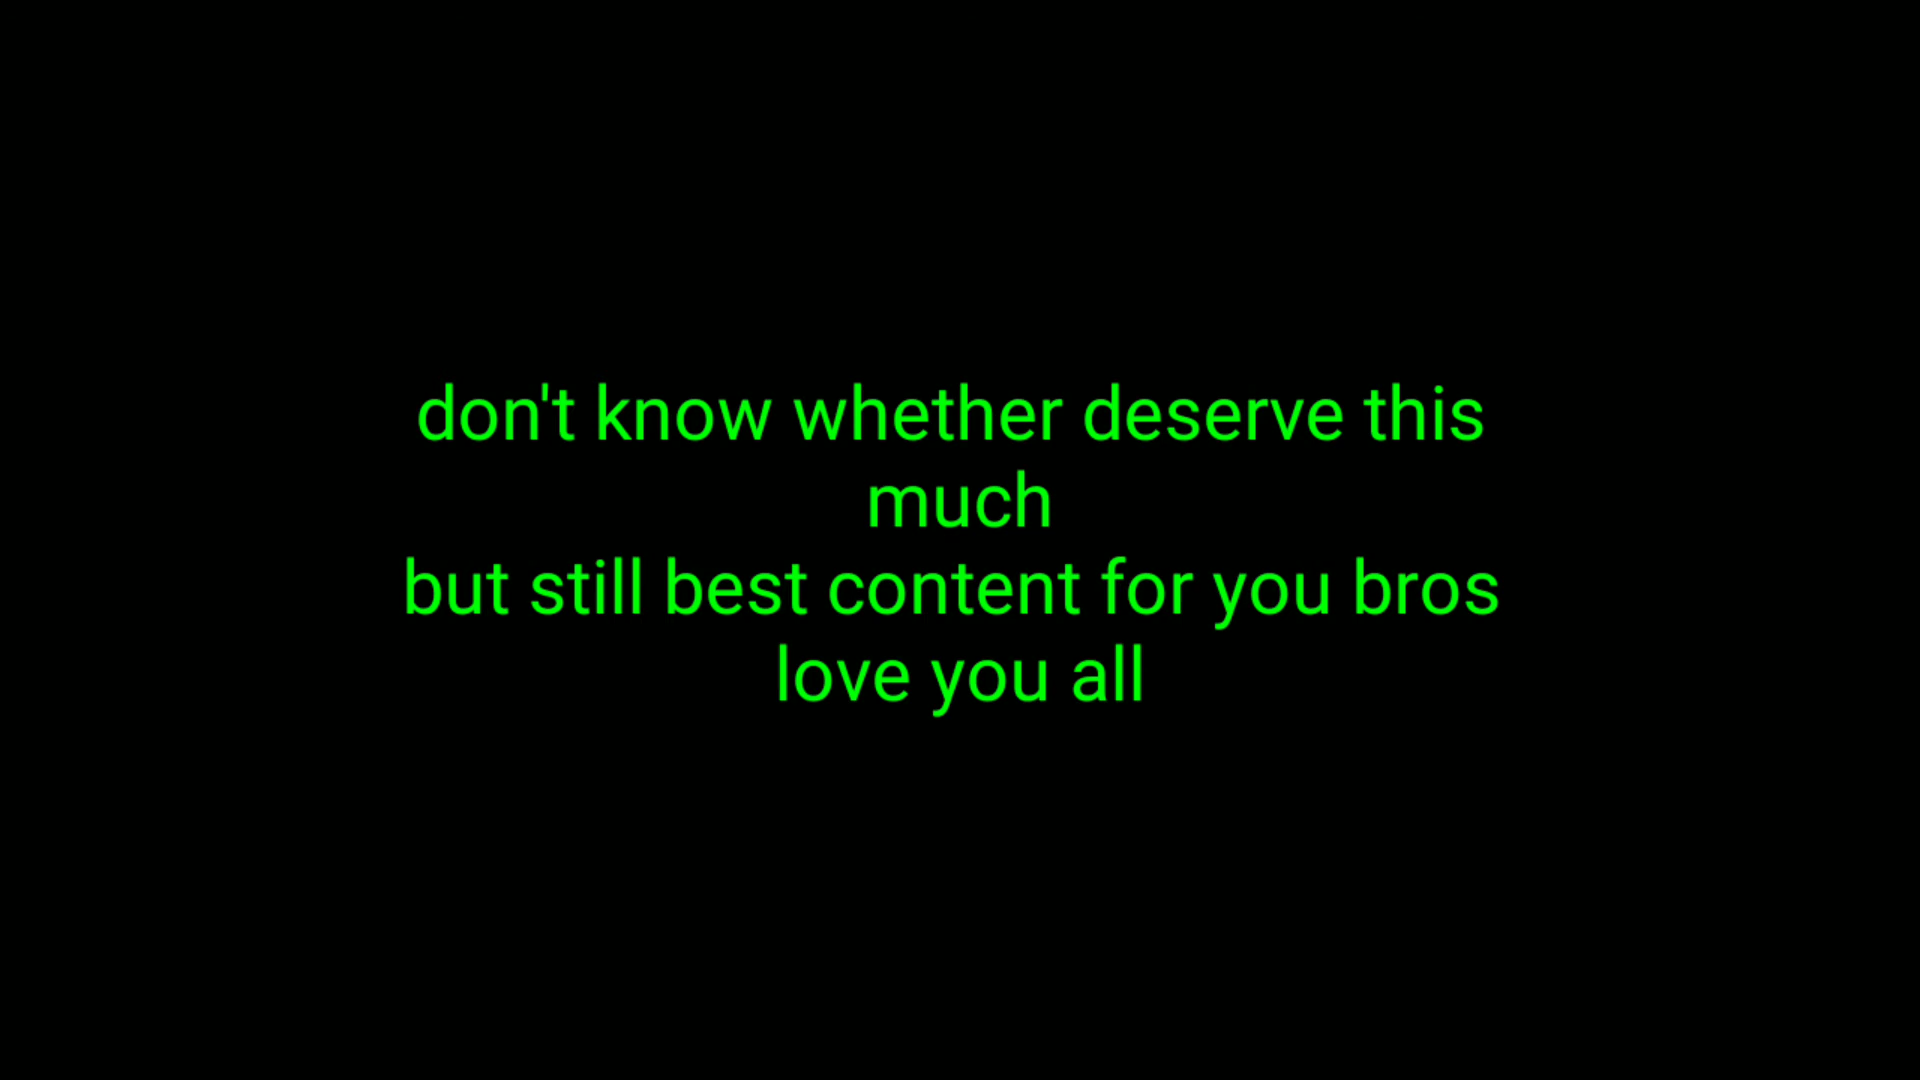 don't know whether deserve this
much
but still best content for you bros
love you all